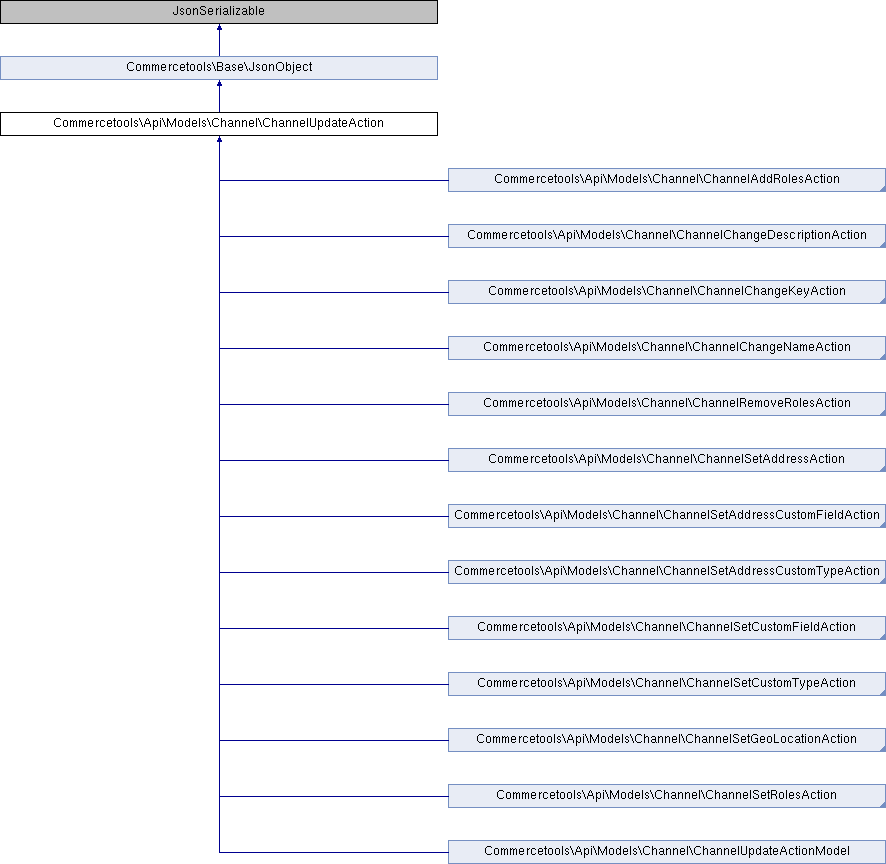 JsonSerializable
Commercetools\Base\JsonObject
Commercetools\Api\Models\Channel\ChannelUpdateAction
Commercetools\Api\Models\Channel\ChannelAddRolesAction
Commercetools\Api\Models\Channel\ChannelChangeDescriptionAction
Commercetools\Api\Models\Channel\ChannelChangeKeyAction
Commercetools\Api\Models\Channel\ChannelChangeNameAction
Commercetools\Api\Models\Channel\ChannelRemoveRolesAction
Commercetools\Api\Models\Channel\ChannelSetAddressAction
Commercetools\Api\Models\Channel\ChannelSetAddressCustomFieldAction
Commercetools\Api\Models\Channel\ChannelSetAddressCustomTypeAction
Commercetools\Api\Models\Channel\ChannelSetCustomFieldAction
Commercetools\Api\Models\Channel\ChannelSetCustomTypeAction
Commercetools\Api\Models\Channel\ChannelSetGeoLocationAction
Commercetools\Api\Models\Channel\ChannelSetRolesAction
Commercetools\Api\Models\Channel\ChannelUpdateActionModel